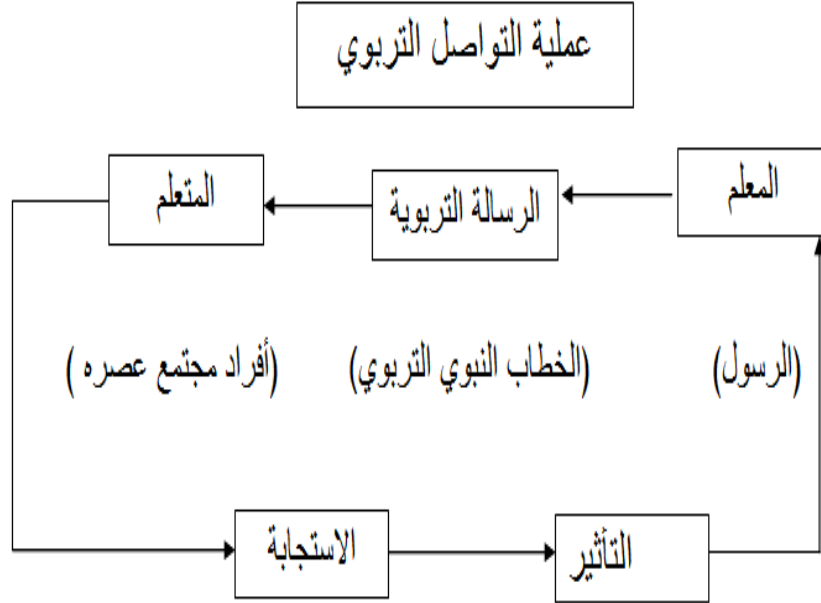 عملية التواصل التربوي
المعلم
الرسالة التربوية
المتعلم
(الرسول)
(الخطاب النبوي التربوي)
(أفراد مجتمع عصره )
التأثير
الاستجابة